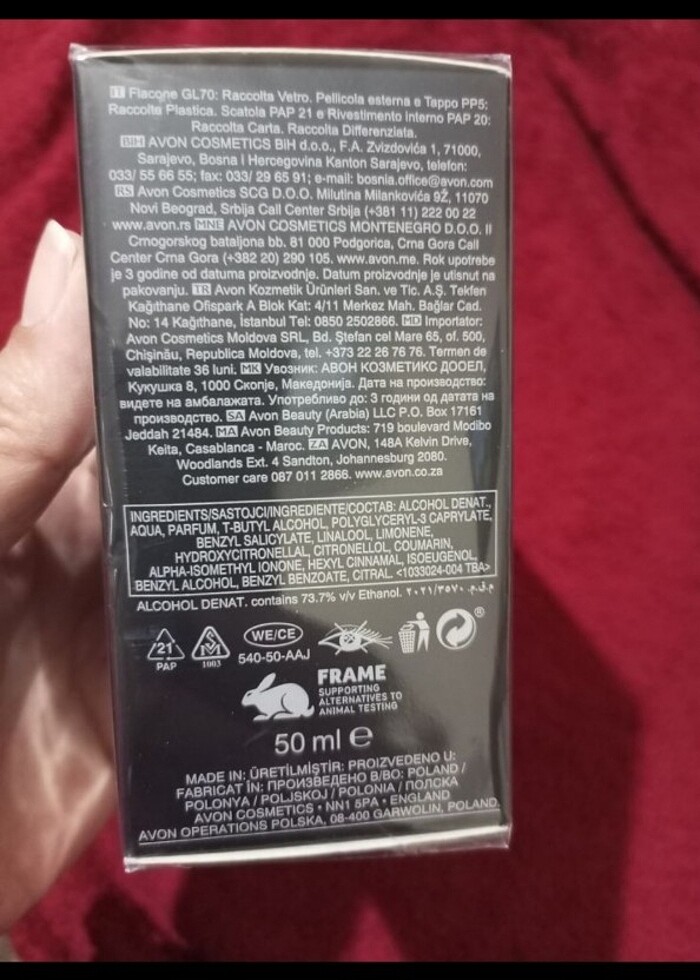 IT Flacone GL70: Raccolta Vetro. Pellicola esterna e Tappo PP5:
Raccolta Plastica. Scatola PAP 21 e Rivestimento interno PAP 20:
Raccolta Carta. Raccolta Differenziata.
BIH AVON COSMETICS BiH d.o.o., F.A. Zvizdovića 1, 71000,
Sarajevo, Bosna i Hercegovina Kanton Sarajevo, telefon:
033/ 55 66 55; fax: 033/ 29 65 91; e-mail: bosnia.office@avon.com
RS Avon Cosmetics SCG D.O.O. Milutina Milankovića 9Ž, 11070
Novi Beograd, Srbija Call Center Srbija (+381 11) 222 00 22
www.avon.rs MNE AVON COSMETICS MONTENEGRO D.O.O. II
Crnogorskog bataljona bb. 81 000 Podgorica, Crna Gora Call
Center Crna Gora (+382 20) 290 105. www.avon.me. Rok upotrebe
je 3 godine od datuma proizvodnje. Datum proizvodnje je utisnut na
pakovanju. TR Avon Kozmetik Ürünleri San. ve Tic. A.Ş. Tekfen
Kağıthane Ofispark A Blok Kat: 4/11 Merkez Mah. Bağlar Cad.
No: 14 Kağıthane, İstanbul Tel: 0850 2502866. MD Importator:
Avon Cosmetics Moldova SRL, Bd. Ştefan cel Mare 65, of. 500,
Chişinău, Republica Moldova, tel. +373 22 26 76 76. Termen de
valabilitate 36 luni. MK Увозник: АВОН КОЗМЕТИКС ДООЕЛ,
Кукушка 8, 1000 Скопје, Македонија. Дата на производство:
видете на амбалажата. Употребливо до: 3 години од датата на
производство. SA Avon Beauty (Arabia) LLC P.O. Box 17161
Jeddah 21484. MA Avon Beauty Products: 719 boulevard Modibo
Keita, Casablanca - Maroc. ZA AVON, 148A Kelvin Drive,
Woodlands Ext. 4 Sandton, Johannesburg 2080.
Customer care 087 011 2866. www.avon.co.za
INGREDIENTS/SASTOJCI/INGREDIENTE/СОСТАВ: ALCOHOL DENAT.,
AQUA, PARFUM, T-BUTYL ALCOHOL, POLYGLYCERYL-3 CAPRYLATE,
BENZYL SALICYLATE, LINALOOL, LIMONENE,
HYDROXYCITRONELLAL, CITRONELLOL, COUMARIN,
ALPHA-ISOMETHYL IONONE, HEXYL CINNAMAL, ISOEUGENOL,
BENZYL ALCOHOL, BENZYL BENZOATE, CITRAL. <1033024-004 TBA>
ALCOHOL DENAT. contains 73.7% v/v Ethanol. م.ق.م. ٢٠٢١/٣٥٧٠
21
PAP
1003
WE/CE
540-50-AAJ
®
FRAME
SUPPORTING
ALTERNATIVES TO
ANIMAL TESTING
50 ml ℮
MADE IN: ÜRETİLMİŞTİR: PROIZVEDENO U:
FABRICAT ÎN: ПРОИЗВЕДЕНО В/ВО: POLAND /
POLONYA / POLJSKOJ / POLONIA / ПОЛСКА
AVON COSMETICS • NN1 5PA • ENGLAND
AVON OPERATIONS POLSKA, 08-400 GARWOLIN, POLAND.